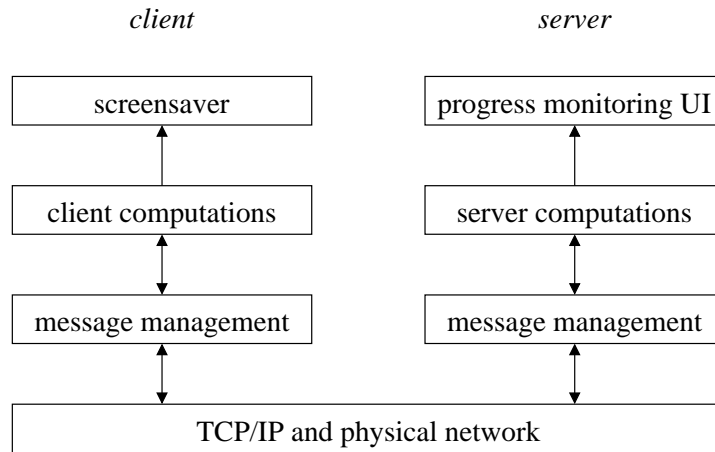 client
server
screensaver
progress monitoring UI
client computations
server computations
message management
message management
TCP/IP and physical network